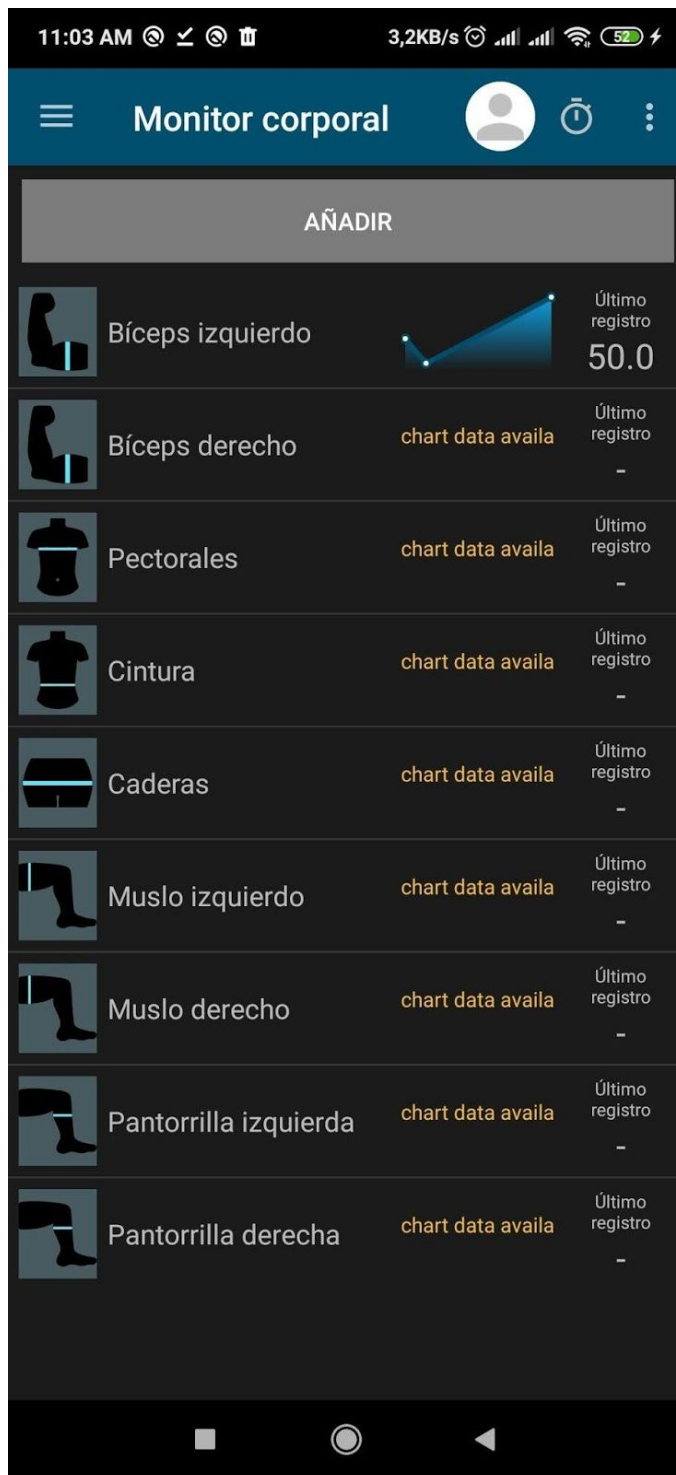 11:03 AM 3,2KB/s 52
Monitor corporal
AÑADIR
Bíceps izquierdo
Último
registro
50.0
Bíceps derecho
chart data availa
Último
registro
-
Pectorales
chart data availa
Último
registro
-
Cintura
chart data availa
Último
registro
-
Caderas
chart data availa
Último
registro
-
Muslo izquierdo
chart data availa
Último
registro
-
Muslo derecho
chart data availa
Último
registro
-
Pantorrilla izquierda
chart data availa
Último
registro
-
Pantorrilla derecha
chart data availa
Último
registro
-